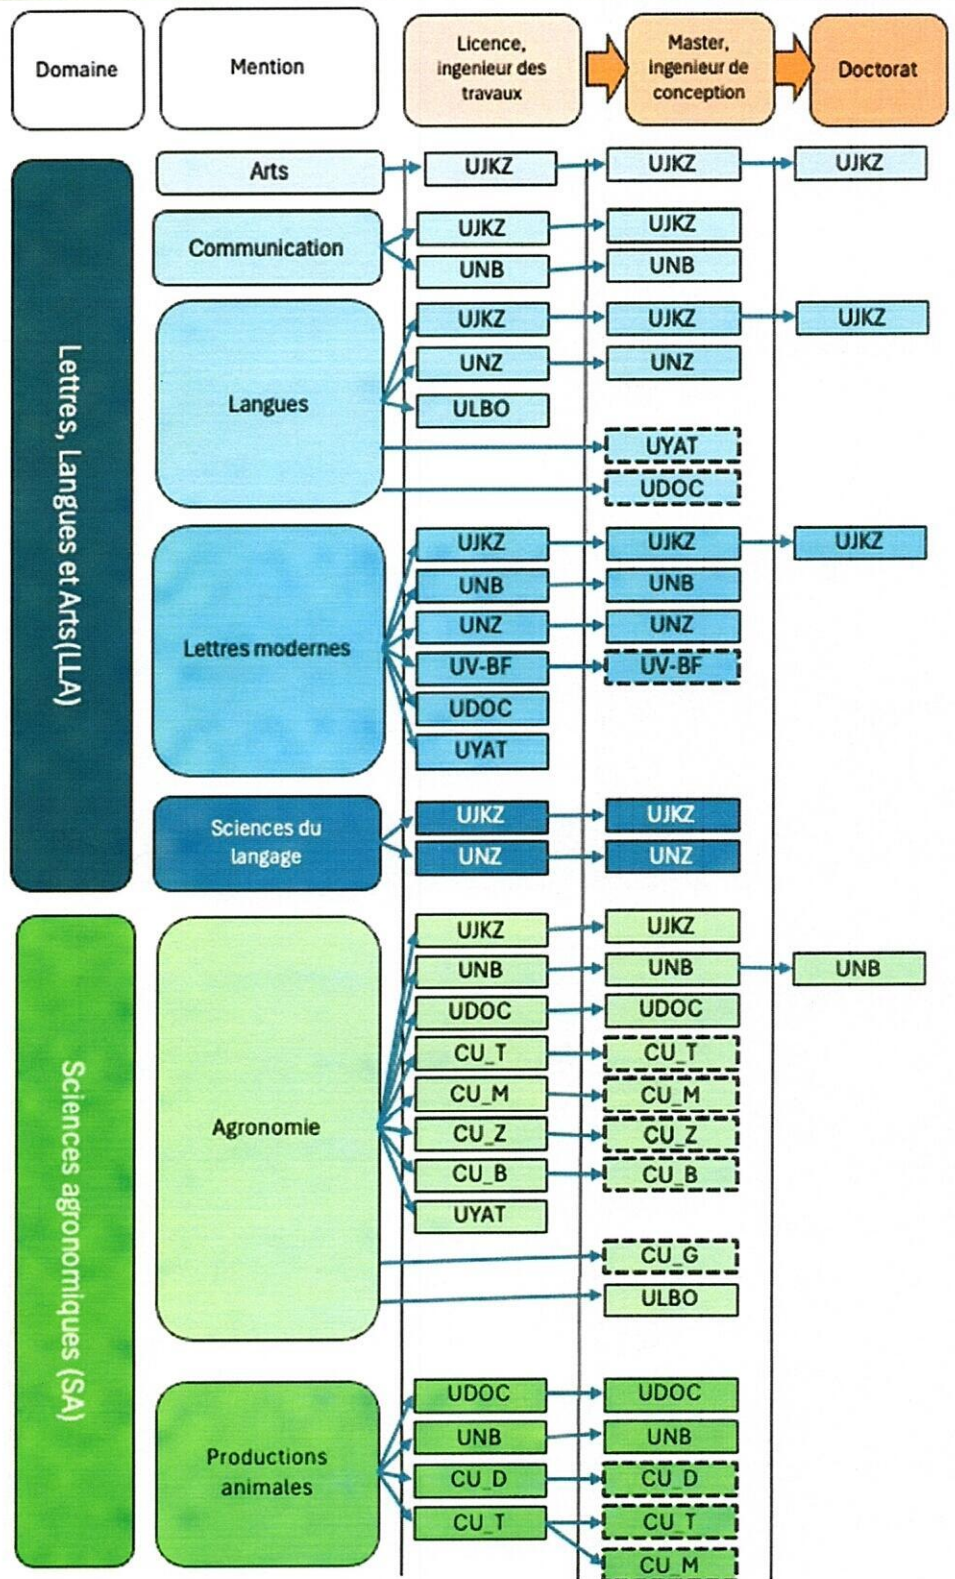 Domaine
Mention
Licence,
ingenieur des
travaux
Master,
ingenieur de
conception
Doctorat
Lettres, Langues et Arts(LLA)
Arts
UJKZ
UJKZ
UJKZ
Communication
UJKZ
UJKZ
UNB
UNB
Langues
UJKZ
UJKZ
UJKZ
UNZ
UNZ
ULBO
UYAT
UDOC
Lettres modernes
UJKZ
UJKZ
UJKZ
UNB
UNB
UNZ
UNZ
UV-BF
UV-BF
UDOC
UYAT
Sciences du
langage
UJKZ
UJKZ
UNZ
UNZ
Sciences agronomiques (SA)
Agronomie
UJKZ
UJKZ
UNB
UNB
UNB
UDOC
UDOC
CU_T
CU_T
CU_M
CU_M
CU_Z
CU_Z
CU_B
CU_B
UYAT
CU_G
ULBO
Productions
animales
UDOC
UDOC
UNB
UNB
CU_D
CU_D
CU_T
CU_T
CU_M